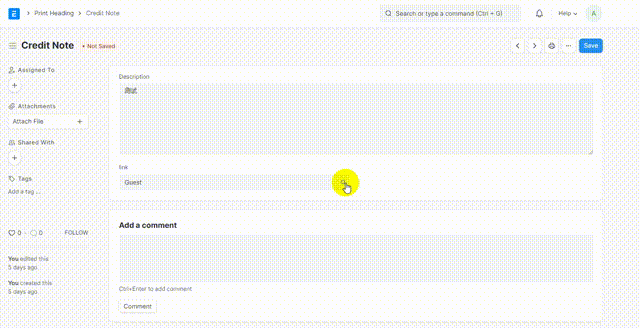 E > Print Heading > Credit Note
Search or type a command (Ctrl + G)
Help
A
Credit Note • Not Saved
Save
Assigned To
Attachments
Attach File
Shared With
Tags
Add a tag ...
0 · 0 FOLLOW
You edited this
5 days ago
You created this
5 days ago
Description
link
Guest
Add a comment
Ctrl+Enter to add comment
Comment